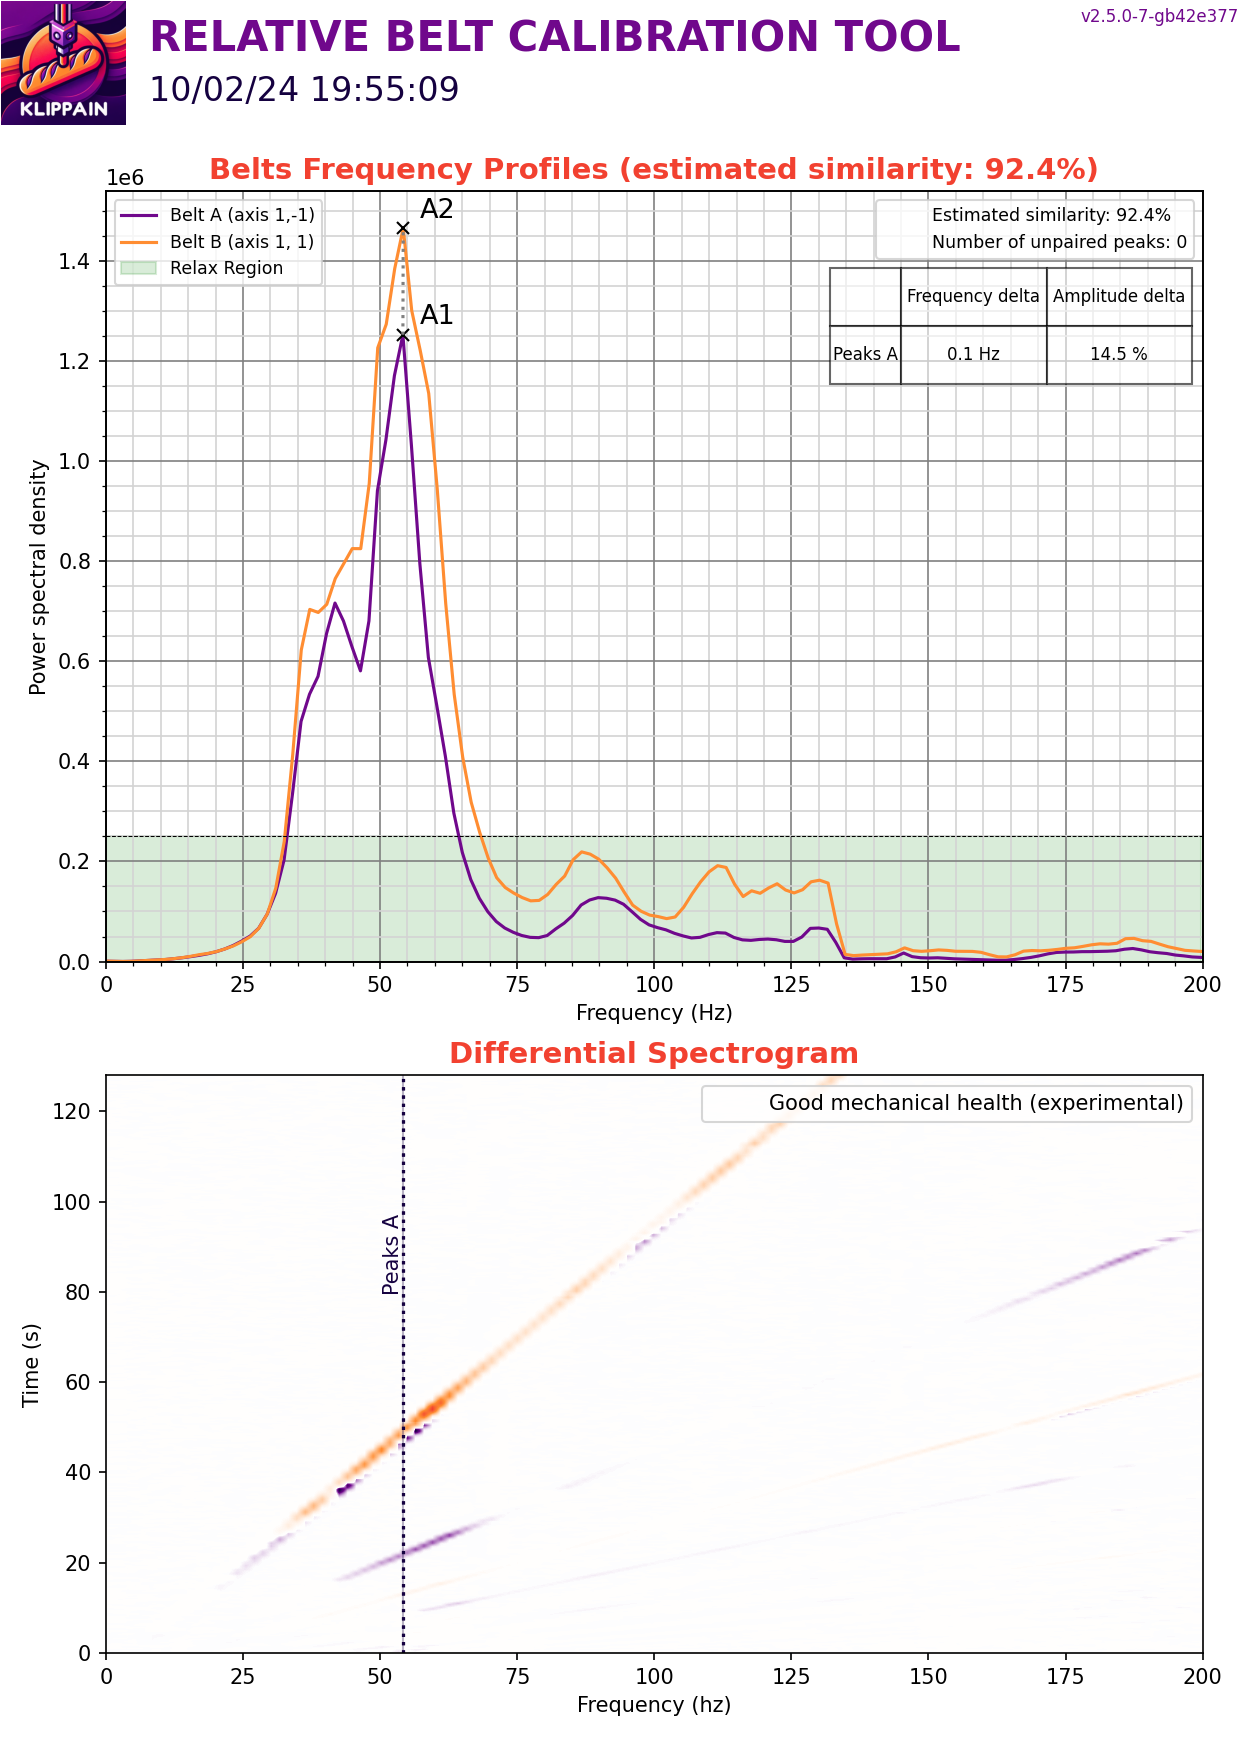 KLIPPAIN
RELATIVE BELT CALIBRATION TOOL
10/02/24 19:55:09
v2.5.0-7-gb42e377
Belts Frequency Profiles (estimated similarity: 92.4%)
1e6
Belt A (axis 1,-1)
Belt B (axis 1, 1)
Relax Region
A2
A1
Estimated similarity: 92.4%
Number of unpaired peaks: 0
Frequency delta Amplitude delta
Peaks A 0.1 Hz 14.5 %
Power spectral density
1.4
1.2
1.0
0.8
0.6
0.4
0.2
0.0
0 25 50 75 100 125 150 175 200
Frequency (Hz)
Differential Spectrogram
Good mechanical health (experimental)
Peaks A
Time (s)
120
100
80
60
40
20
0
0 25 50 75 100 125 150 175 200
Frequency (hz)